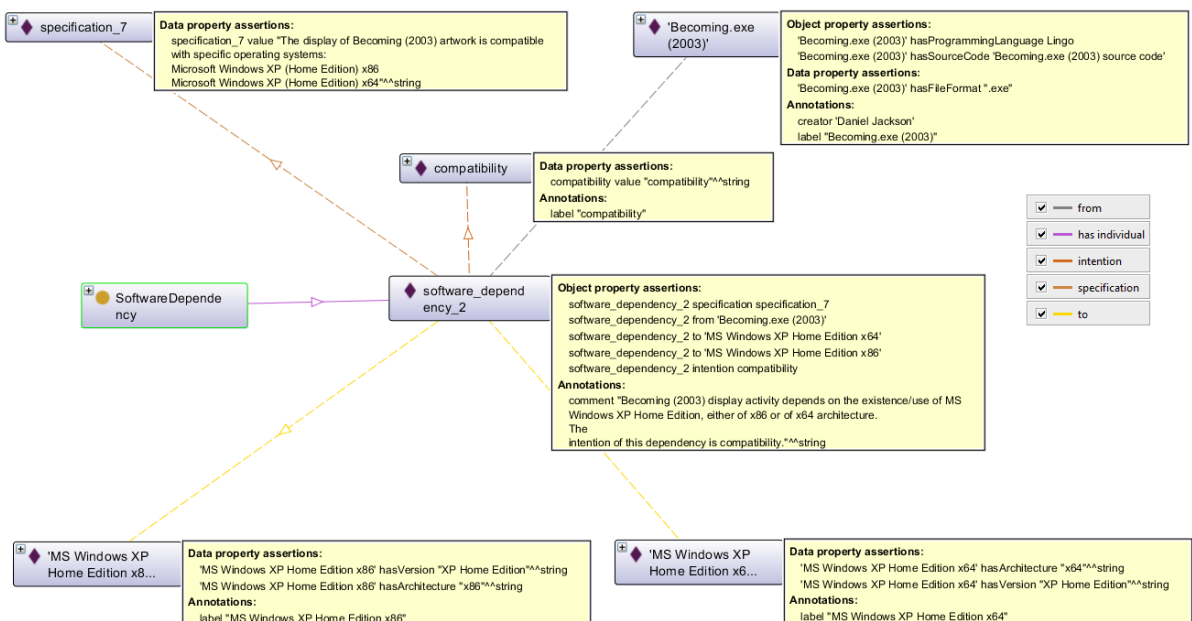 specification_7
Data property assertions:
specification_7 value "The display of Becoming (2003) artwork is compatible
with specific operating systems:
Microsoft Windows XP (Home Edition) x86
Microsoft Windows XP (Home Edition) x64"^^string
'Becoming.exe
(2003)'
Object property assertions:
'Becoming.exe (2003)' hasProgrammingLanguage Lingo
'Becoming.exe (2003)' hasSourceCode 'Becoming.exe (2003) source code'
Data property assertions:
'Becoming.exe (2003)' hasFileFormat ".exe"
Annotations:
creator 'Daniel Jackson'
label "Becoming.exe (2003)"
compatibility
Data property assertions:
compatibility value "compatibility"^^string
Annotations:
label "compatibility"
from
has individual
intention
specification
to
SoftwareDepende
ncy
software_depend
ency_2
Object property assertions:
software_dependency_2 specification specification_7
software_dependency_2 from 'Becoming.exe (2003)'
software_dependency_2 to 'MS Windows XP Home Edition x64'
software_dependency_2 to 'MS Windows XP Home Edition x86'
software_dependency_2 intention compatibility
Annotations:
comment "Becoming (2003) display activity depends on the existence/use of MS
Windows XP Home Edition, either of x86 or of x64 architecture.
The
intention of this dependency is compatibility."^^string
'MS Windows XP
Home Edition x8...
Data property assertions:
'MS Windows XP Home Edition x86' hasVersion "XP Home Edition"^^string
'MS Windows XP Home Edition x86' hasArchitecture "x86"^^string
Annotations:
label "MS Windows XP Home Edition x86"
'MS Windows XP
Home Edition x6...
Data property assertions:
'MS Windows XP Home Edition x64' hasArchitecture "x64"^^string
'MS Windows XP Home Edition x64' hasVersion "XP Home Edition"^^string
Annotations:
label "MS Windows XP Home Edition x64"